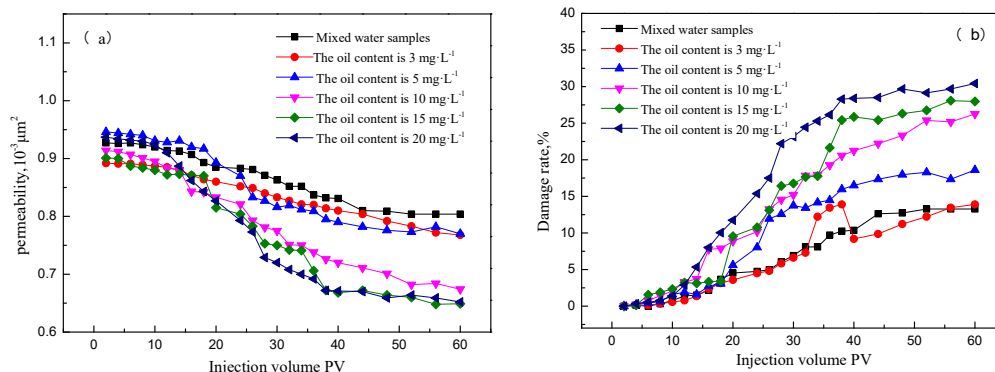 ( a)
Mixed water samples
The oil content is 3 mg·L⁻¹
The oil content is 5 mg·L⁻¹
The oil content is 10 mg·L⁻¹
The oil content is 15 mg·L⁻¹
The oil content is 20 mg·L⁻¹
permeability, 10⁻³μm²
1.1
1.0
0.9
0.8
0.7
0.6
0 10 20 30 40 50 60
Injection volume PV
( b)
Mixed water samples
The oil content is 3 mg·L⁻¹
The oil content is 5 mg·L⁻¹
The oil content is 10 mg·L⁻¹
The oil content is 15 mg·L⁻¹
The oil content is 20 mg·L⁻¹
Damage rate,%
40
35
30
25
20
15
10
5
0
0 10 20 30 40 50 60
Injection volume PV